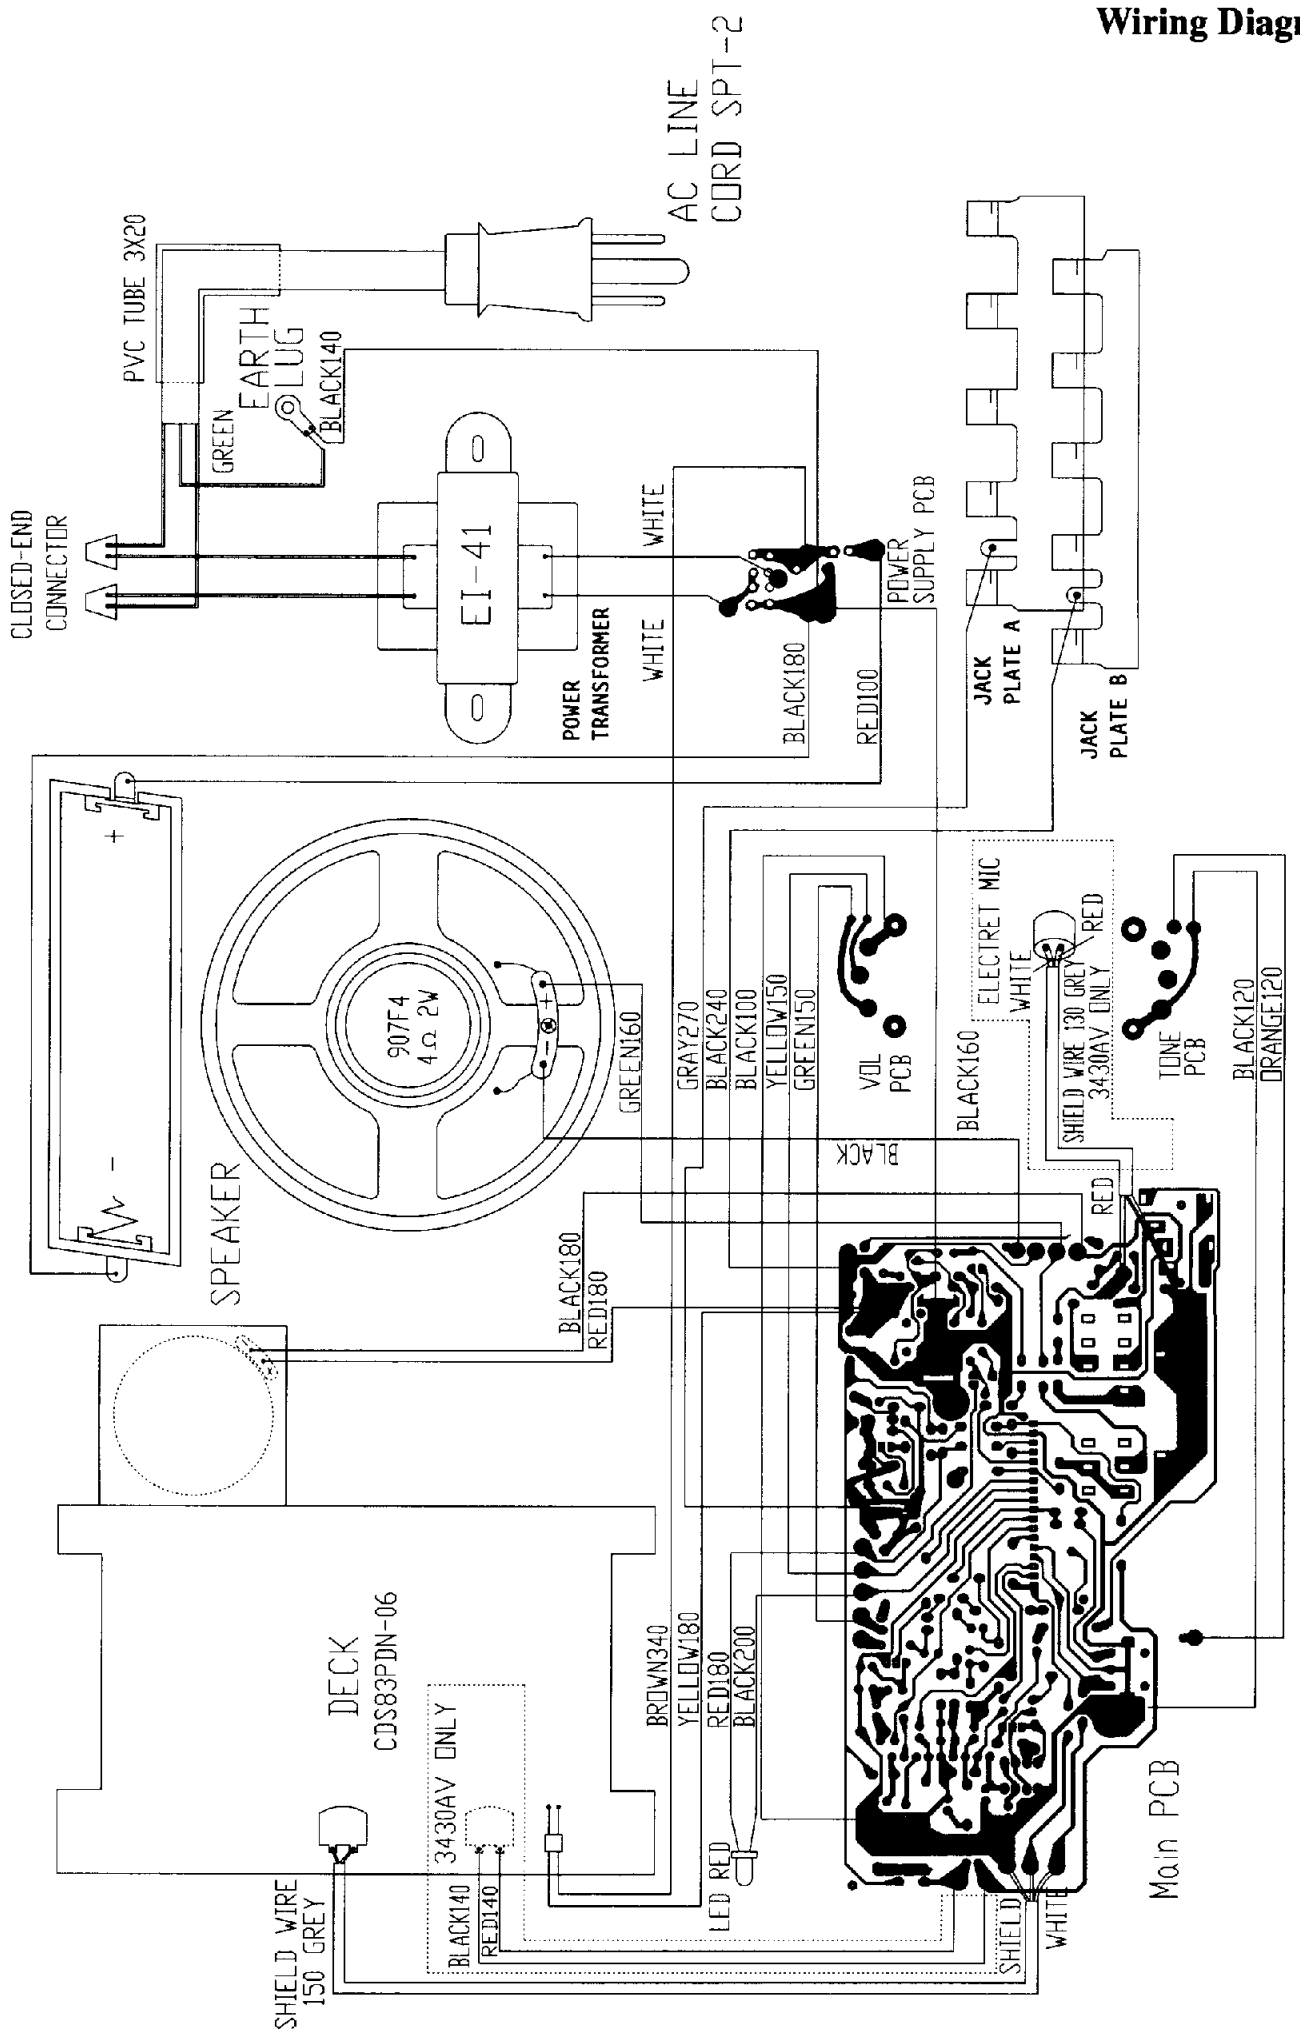 Wiring Diagr
CLOSED-END
CONNECTOR
PVC TUBE 3X20
GREEN
EARTH
LUG
BLACK140
AC LINE
CORD SPT-2
EI-41
POWER
TRANSFORMER
WHITE
WHITE
BLACK180
RED100
POWER
SUPPLY PCB
JACK
PLATE A
JACK
PLATE B
+
-
SPEAKER
907F4
4Ω 2W
+
-
GREEN160
GRAY270
BLACK240
BLACK100
YELLOW150
GREEN150
VOL
PCB
BLACK
BLACK160
ELECTRET MIC
WHITE
RED
SHIELD WIRE 130 GREY
3430AV ONLY
TONE
PCB
BLACK120
ORANGE120
RED
BLACK180
RED180
DECK
CDS83PDN-06
3430AV ONLY
BROWN340
YELLOW180
RED180
BLACK200
LED RED
BLACK140
RED140
SHIELD WIRE
150 GREY
SHIELD
WHITE
Main PCB